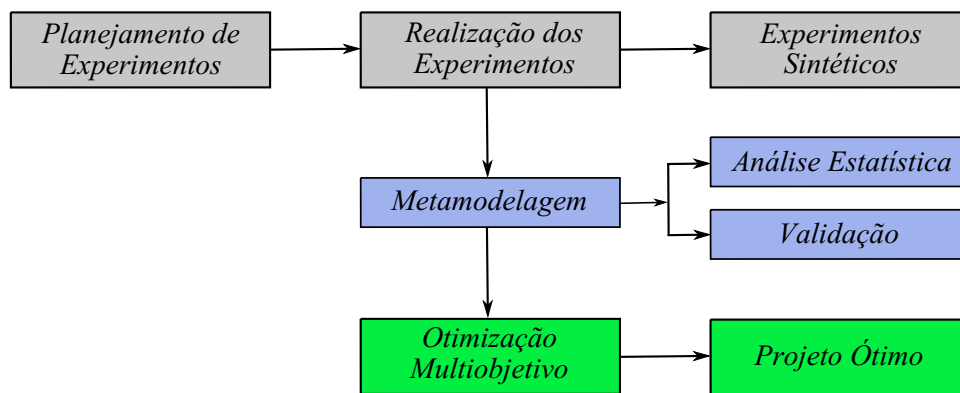 Planejamento de
Experimentos
Realização dos
Experimentos
Experimentos
Sintéticos
Metamodelagem
Análise Estatística
Validação
Otimização
Multiobjetivo
Projeto Ótimo